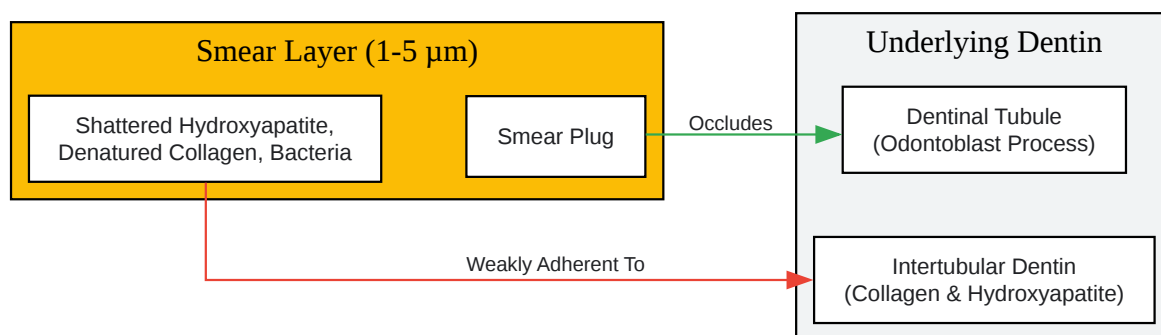 Smear Layer (1-5 µm)
Shattered Hydroxyapatite,
Denatured Collagen, Bacteria
Smear Plug
Occludes
Underlying Dentin
Dentinal Tubule
(Odontoblast Process)
Weakly Adherent To
Intertubular Dentin
(Collagen & Hydroxyapatite)